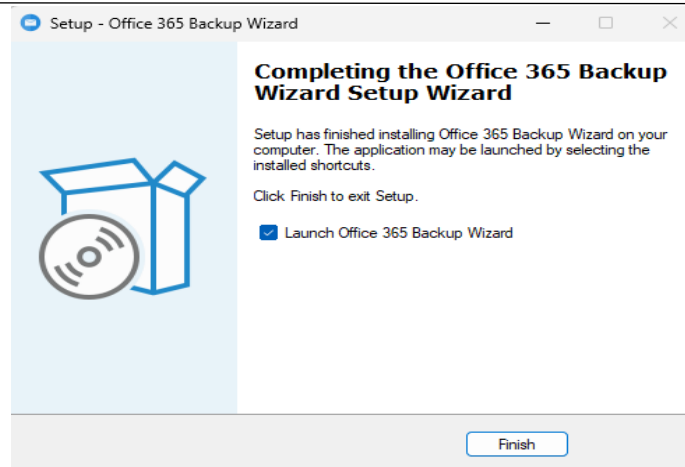 Setup - Office 365 Backup Wizard
Completing the Office 365 Backup
Wizard Setup Wizard
Setup has finished installing Office 365 Backup Wizard on your
computer. The application may be launched by selecting the
installed shortcuts.
Click Finish to exit Setup.
Launch Office 365 Backup Wizard
Finish